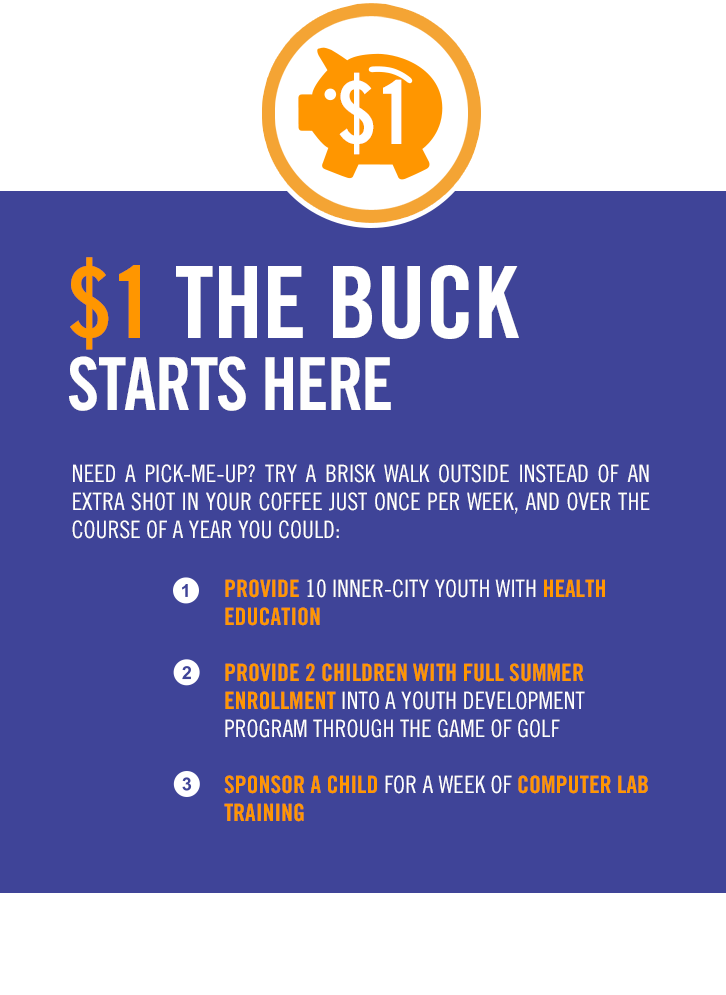 $1
$1 THE BUCK
STARTS HERE
NEED A PICK-ME-UP? TRY A BRISK WALK OUTSIDE INSTEAD OF AN
EXTRA SHOT IN YOUR COFFEE JUST ONCE PER WEEK, AND OVER THE
COURSE OF A YEAR YOU COULD:
1 PROVIDE 10 INNER-CITY YOUTH WITH HEALTH
EDUCATION
2 PROVIDE 2 CHILDREN WITH FULL SUMMER
ENROLLMENT INTO A YOUTH DEVELOPMENT
PROGRAM THROUGH THE GAME OF GOLF
3 SPONSOR A CHILD FOR A WEEK OF COMPUTER LAB
TRAINING